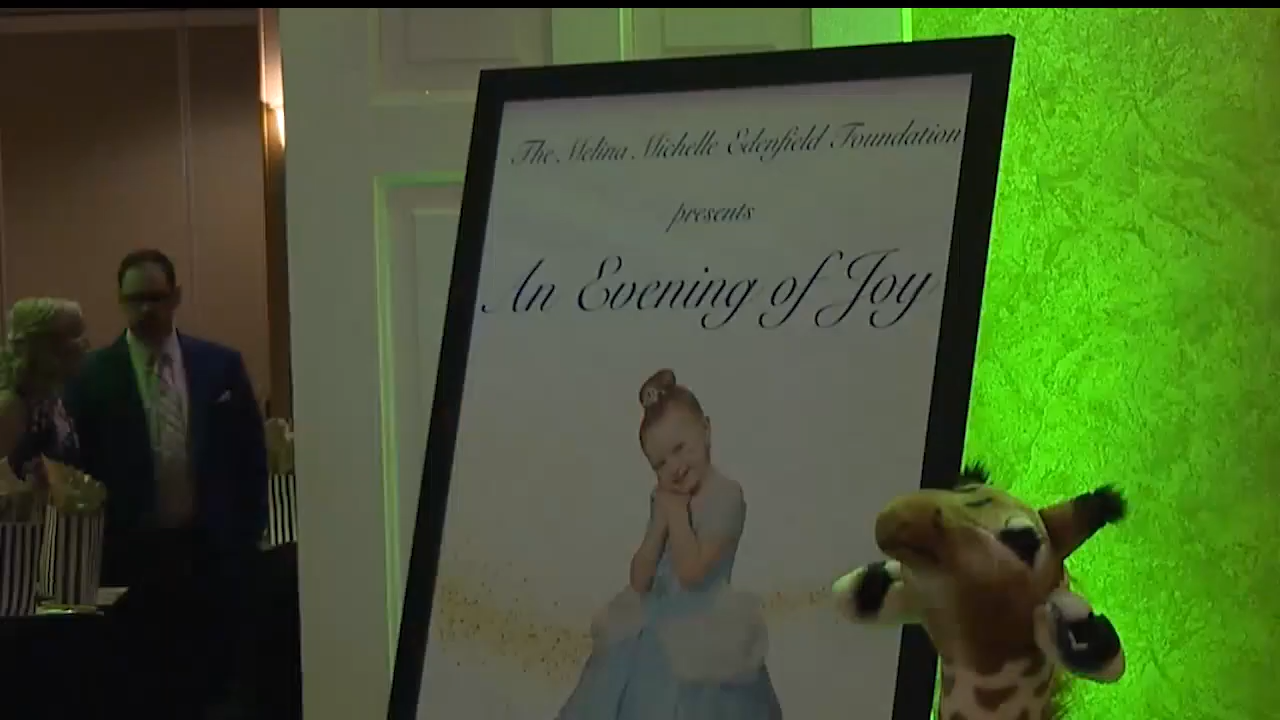 The Melina Michelle Edenfield Foundation
presents
An Evening of Joy